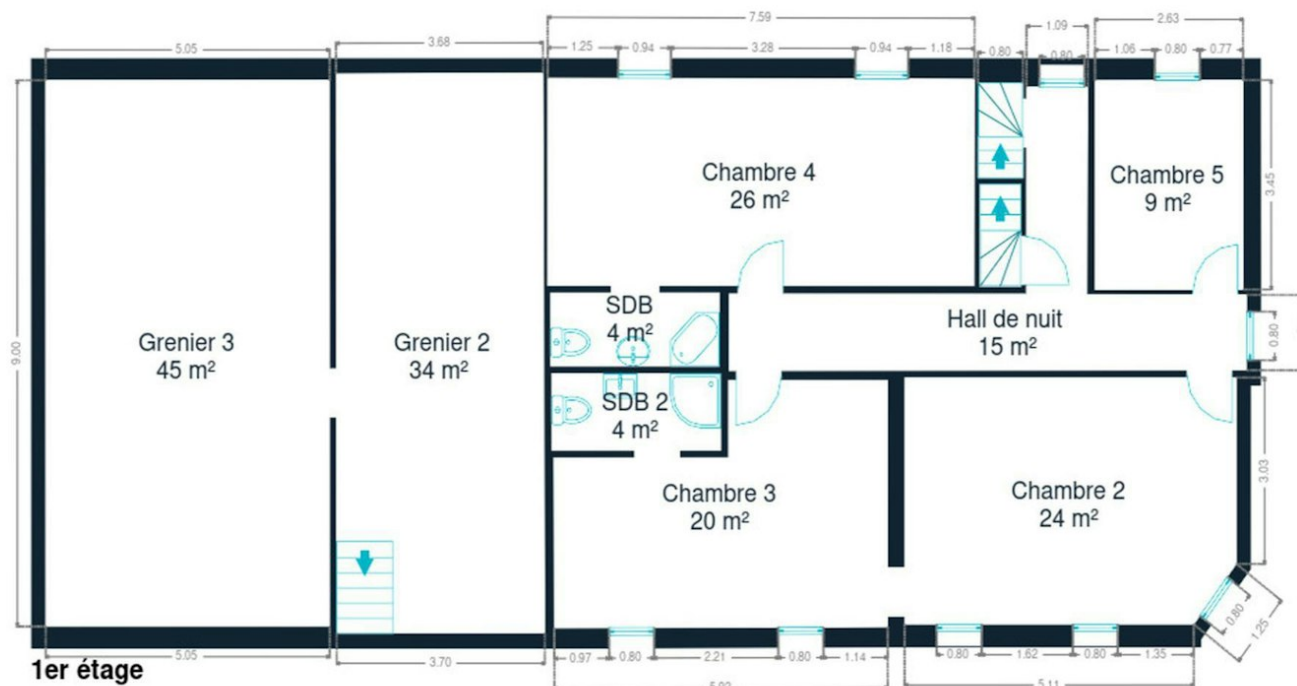 7.59
1.09
2.63
5.05
3.68
1.25
0.94
3.28
0.94
1.18
0.80
0.80
1.06
0.80
0.77
Chambre 4
26 m²
Chambre 5
9 m²
3.45
9.00
Grenier 3
45 m²
Grenier 2
34 m²
SDB
4 m²
Hall de nuit
15 m²
0.80
SDB 2
4 m²
Chambre 3
20 m²
Chambre 2
24 m²
3.03
0.80
1.25
5.05
3.70
0.97
0.80
2.21
0.80
1.14
0.80
1.62
0.80
1.35
5.11
1er étage